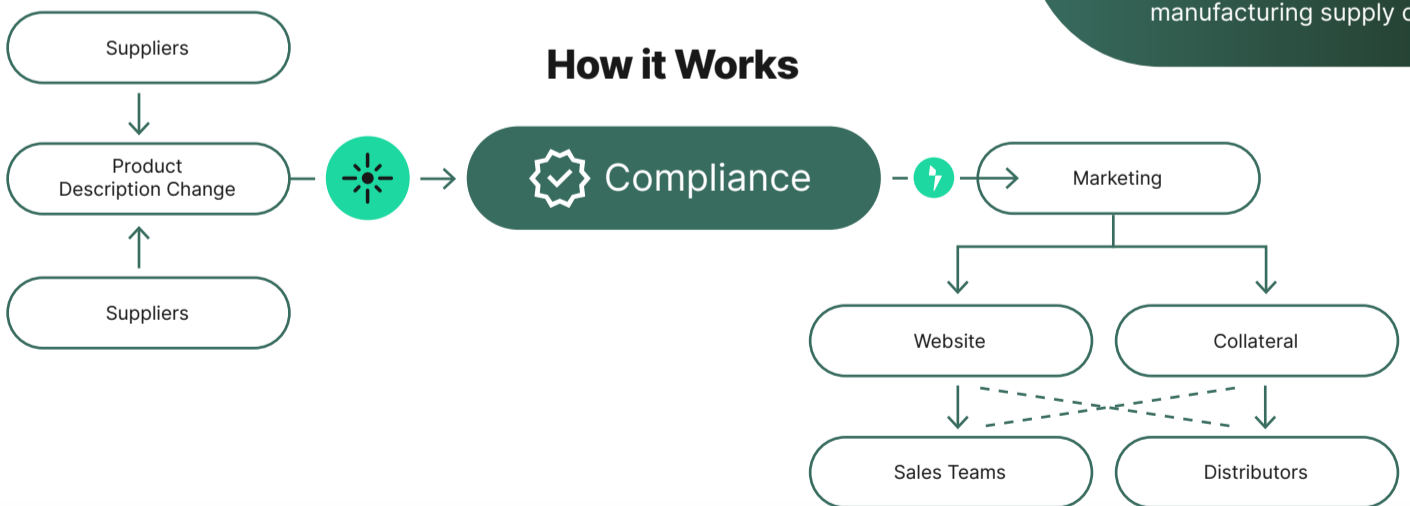 manufacturing supply
How it Works
Suppliers
Product
Description Change
Suppliers
Compliance
Marketing
Website
Collateral
Sales Teams
Distributors